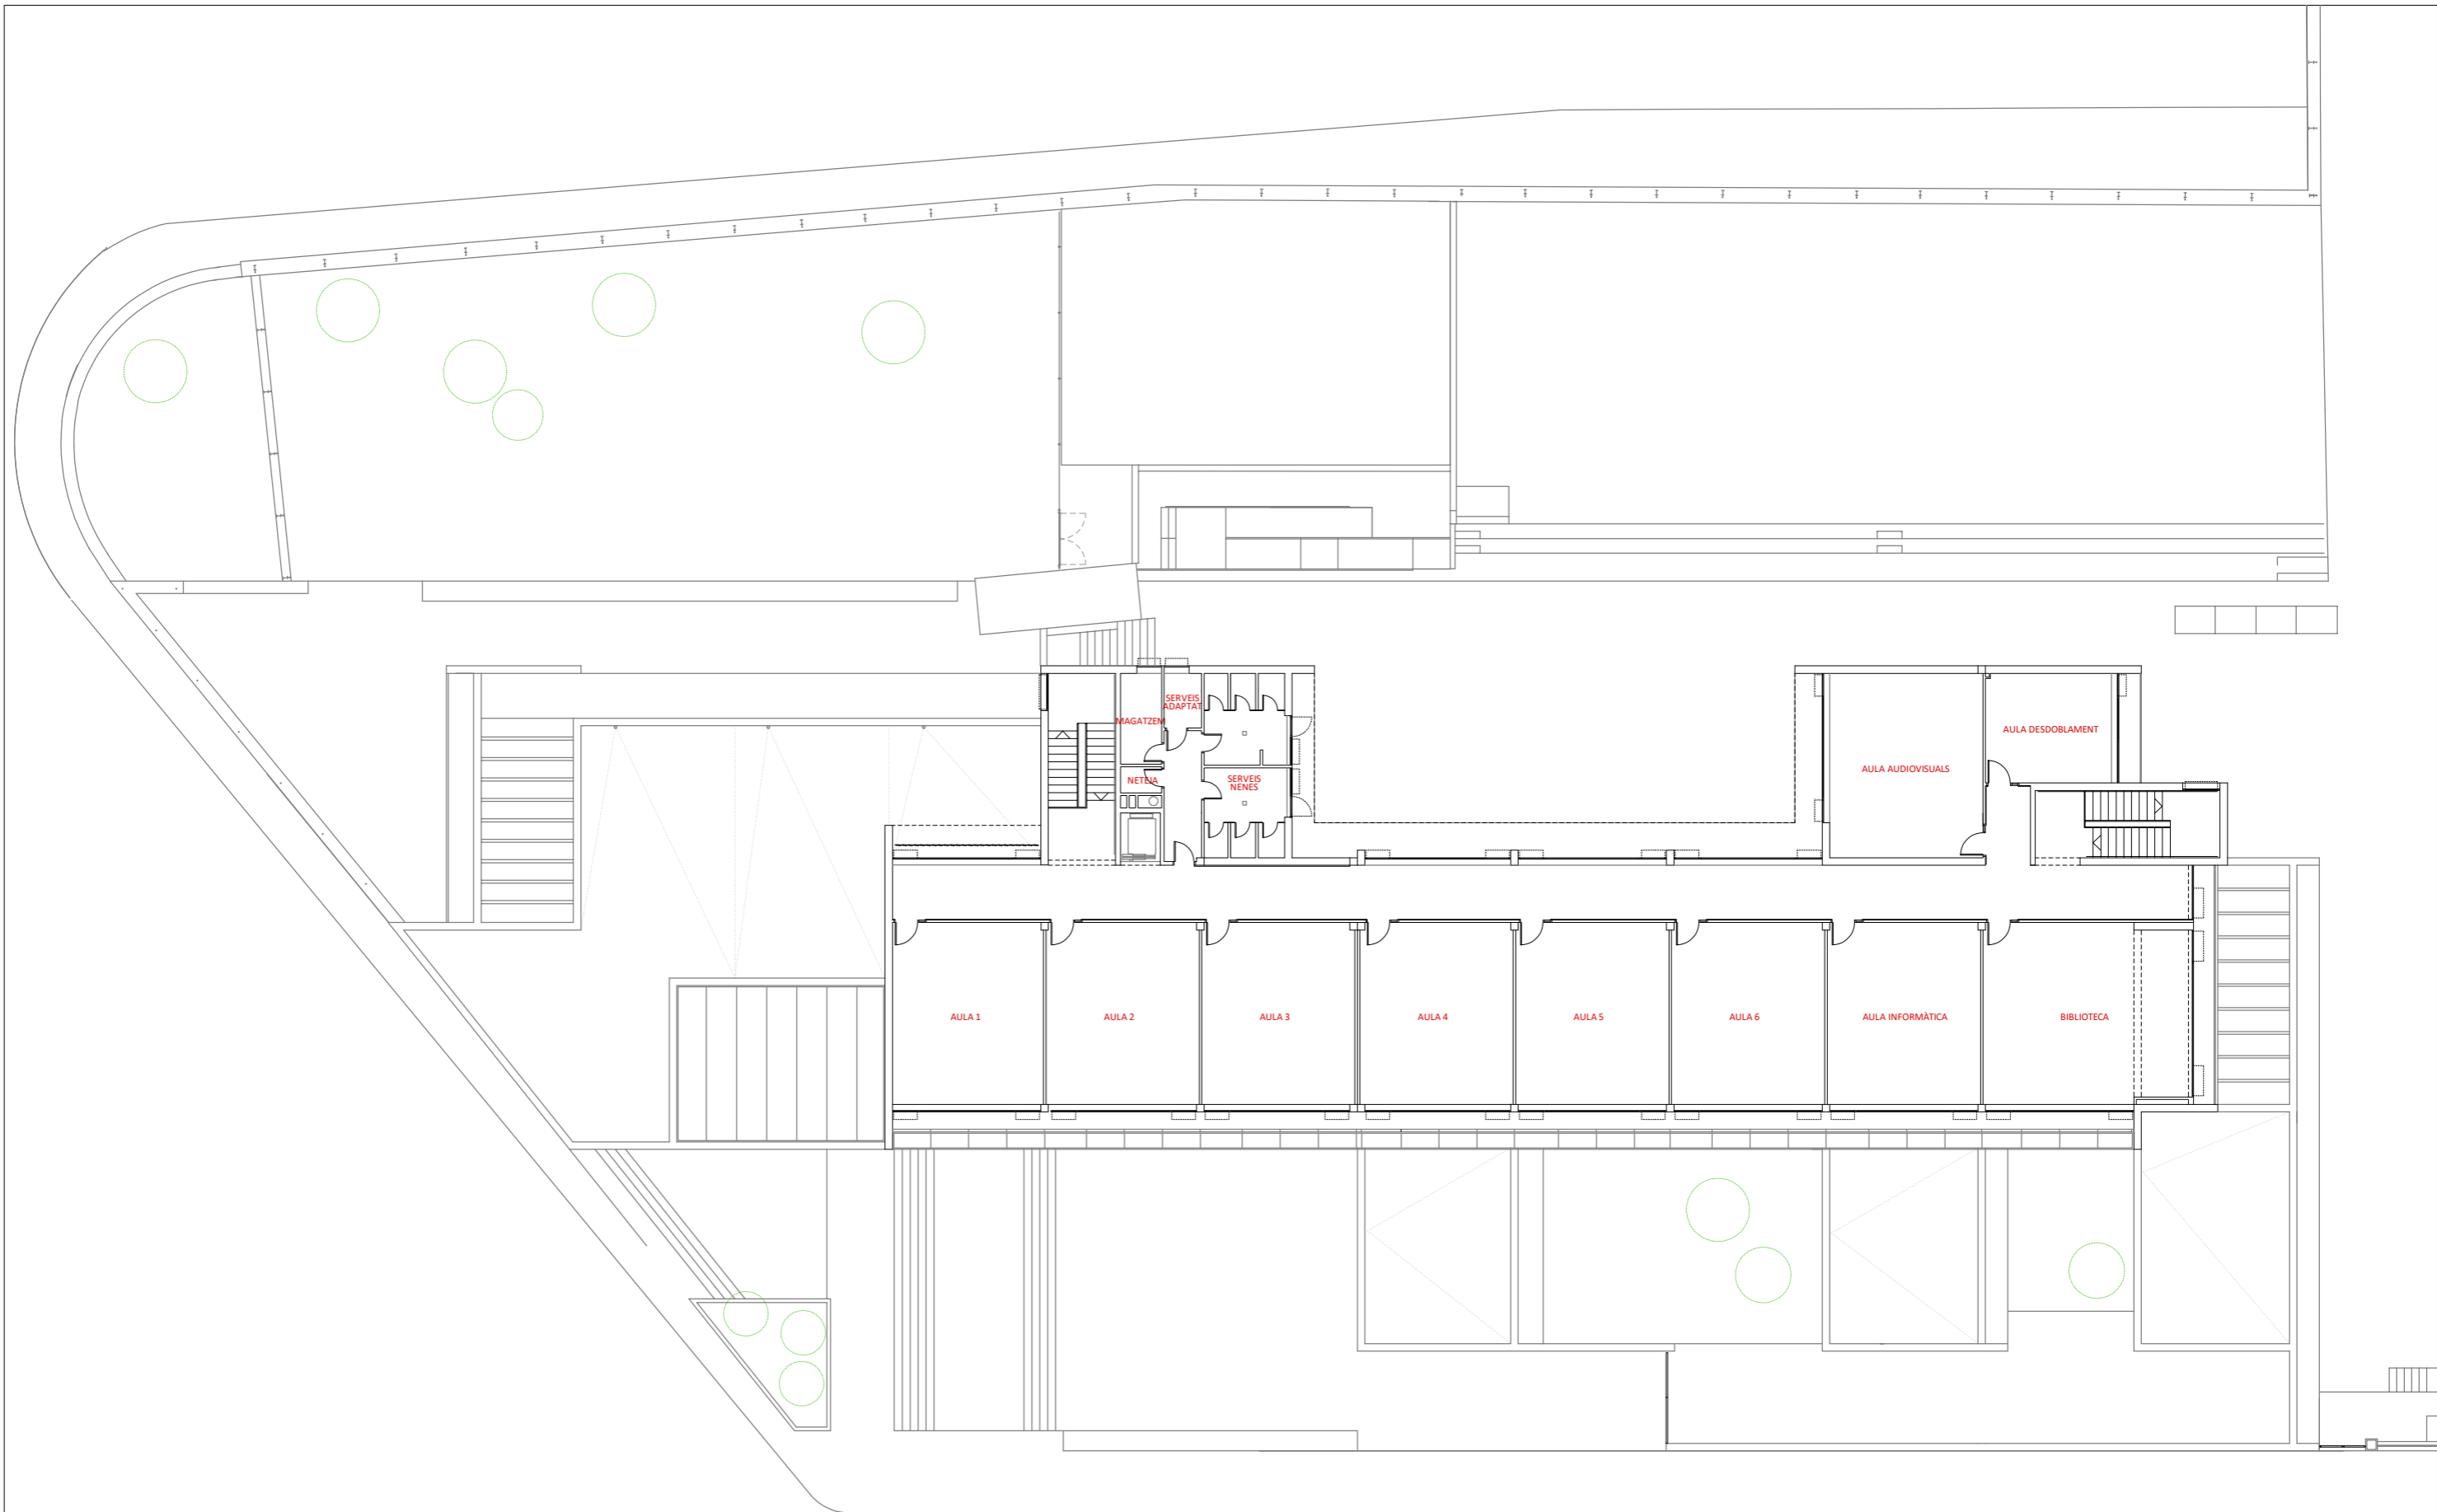 SERVEIS
ADAPTAT
MAGATZEM
AULA DESDOBLAMENT
AULA AUDIOVISUALS
NETEJA
SERVEIS
NENES
AULA 1
AULA 2
AULA 3
AULA 4
AULA 5
AULA 6
AULA INFORMÀTICA
BIBLIOTECA